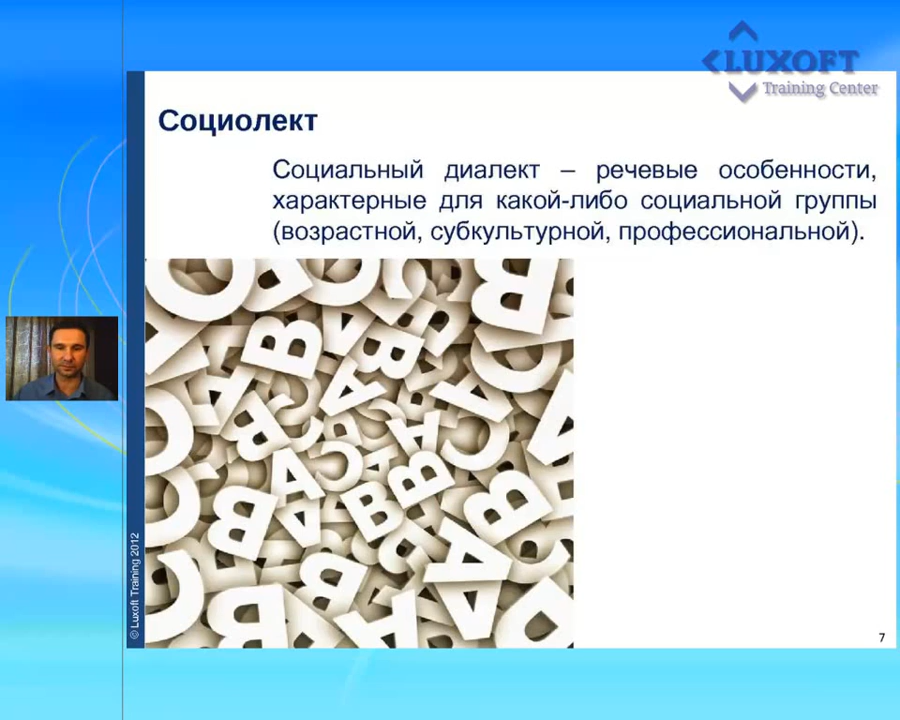 LUXOFT
Training Center
Социолект
Социальный диалект – речевые особенности,
характерные для какой-либо социальной группы
(возрастной, субкультурной, профессиональной).
© Luxoft Training 2012
7